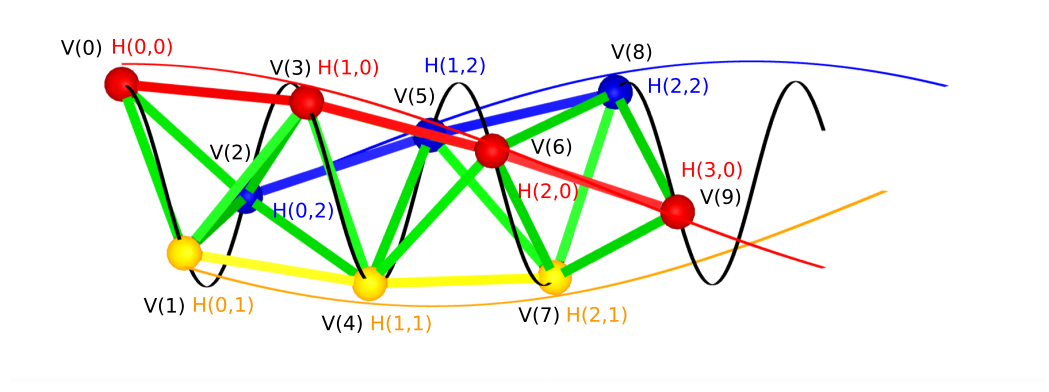 V(0) H(0,0)
V(3) H(1,0)
H(1,2)
V(5)
V(8)
H(2,2)
V(2)
H(0,2)
V(6)
H(2,0)
H(3,0)
V(9)
V(1) H(0,1)
V(4) H(1,1)
V(7) H(2,1)